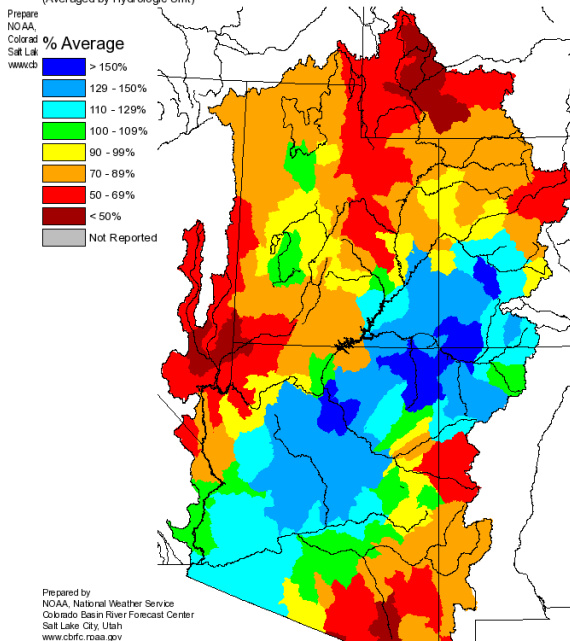 (Averaged by Hydrologic Unit)
Prepare
NOAA,
Colorad
Salt Lak
www.cb
% Average
> 150%
129 - 150%
110 - 129%
100 - 109%
90 - 99%
70 - 89%
50 - 69%
< 50%
Not Reported
Prepared by
NOAA, National Weather Service
Colorado Basin River Forecast Center
Salt Lake City, Utah
www.cbrfc.noaa.gov